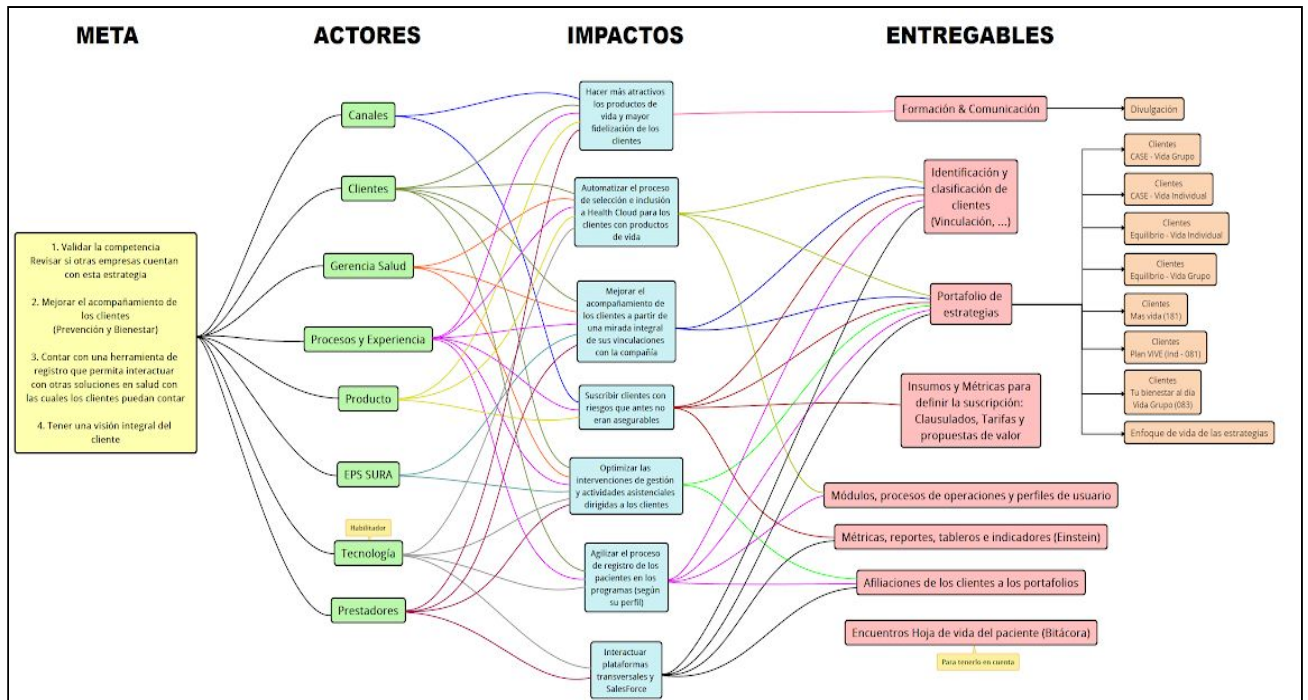 META
ACTORES
IMPACTOS
ENTREGABLES
1. Validar la competencia
Revisar si otras empresas cuentan
con esta estrategia
2. Mejorar el acompañamiento de
los clientes
(Prevención y Bienestar)
3. Contar con una herramienta de
registro que permita interactuar
con otras soluciones en salud con
las cuales los clientes puedan contar
4. Tener una visión integral del
cliente
Canales
Clientes
Gerencia Salud
Procesos y Experiencia
Producto
EPS SURA
Habilitador
Tecnología
Prestadores
Hacer más atractivos
los productos de
vida y mayor
fidelización de los
clientes
Automatizar el proceso
de selección e inclusión
a Health Cloud para los
clientes con productos
de vida
Mejorar el
acompañamiento de
los clientes a partir de
una mirada integral
de sus vinculaciones
con la compañía
Suscribir clientes con
riesgos que antes no
eran asegurables
Optimizar las
intervenciones de gestión
y actividades asistenciales
dirigidas a los clientes
Agilizar el proceso
de registro de los
pacientes en los
programas (según
su perfil)
Interactuar
plataformas
transversales y
SalesForce
Formación & Comunicación
Identificación y
clasificación de
clientes
(Vinculación, ...)
Portafolio de
estrategias
Insumos y Métricas para
definir la suscripción:
Clausulados, Tarifas y
propuestas de valor
Módulos, procesos de operaciones y perfiles de usuario
Métricas, reportes, tableros e indicadores (Einstein)
Afiliaciones de los clientes a los portafolios
Encuentros Hoja de vida del paciente (Bitácora)
Para tenerlo en cuenta
Divulgación
Clientes
CASE - Vida Grupo
Clientes
CASE - Vida Individual
Clientes
Equilibrio - Vida Individual
Clientes
Equilibrio - Vida Grupo
Clientes
Mas vida (181)
Clientes
Plan VIVE (Ind - 081)
Clientes
Tu bienestar al día
Vida Grupo (083)
Enfoque de vida de las estrategias